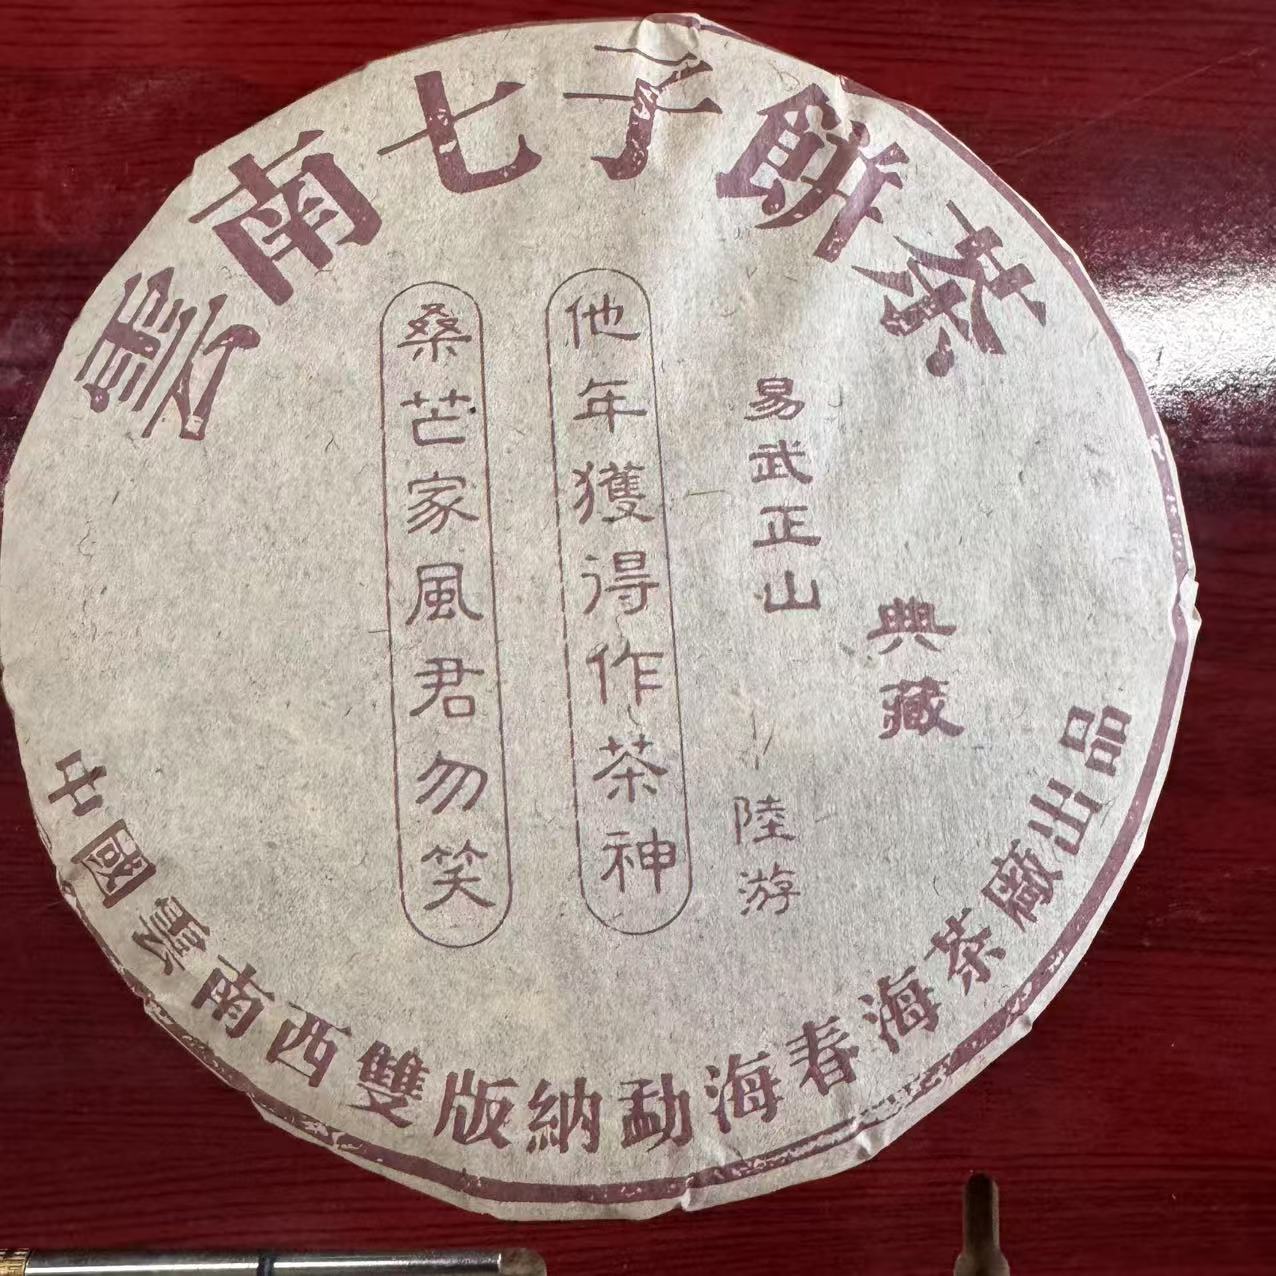 雲南七子餅茶
桑芒家風君勿笑
他年獲得作茶神
易武正山
陸游
典藏
中國雲南西雙版納勐海春海茶廠出品